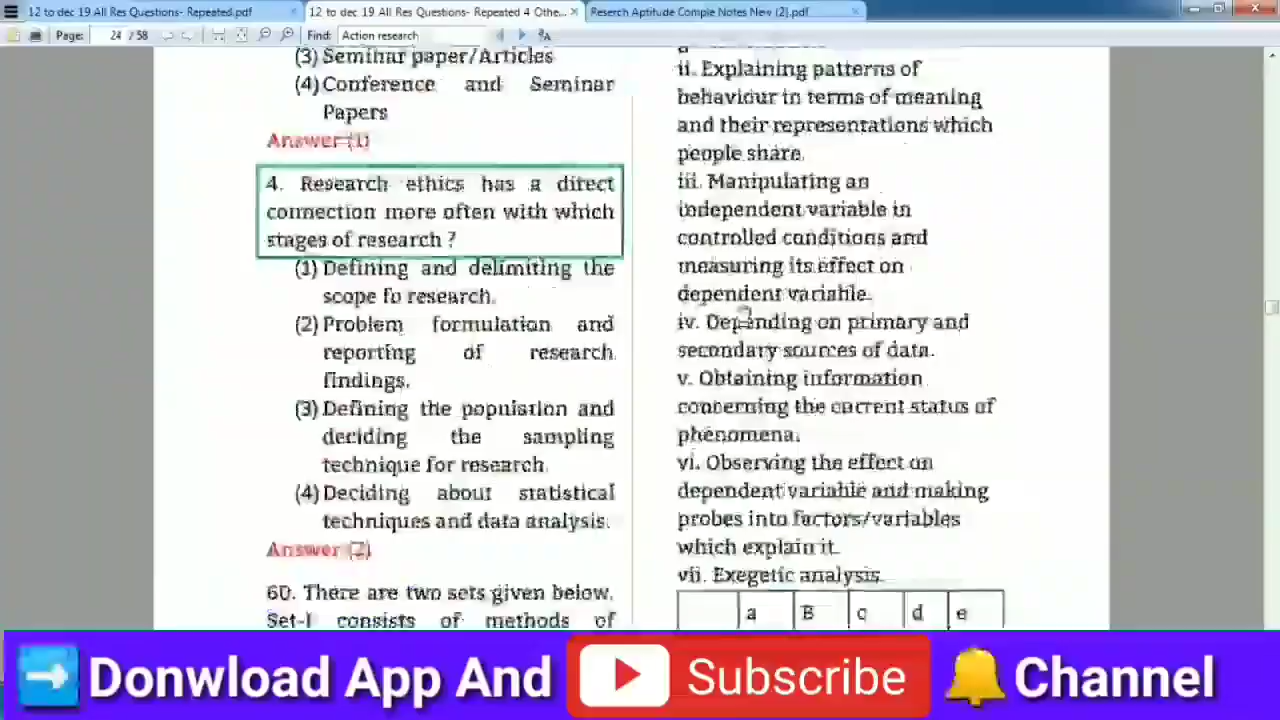 12 to dec 19 All Res Questions- Repeated.pdf
12 to dec 19 All Res Questions- Repeated 4 Othe...
Reserch Aptitude Comple Notes New (2).pdf
Page: 24 / 58
Find: Action research
(3) Seminar paper/Articles
(4) Conference and Seminar
Papers
Answer (1)
4. Research ethics has a direct
connection more often with which
stages of research ?
(1) Defining and delimiting the
scope fo research.
(2) Problem formulation and
reporting of research
findings.
(3) Defining the population and
deciding the sampling
technique for research.
(4) Deciding about statistical
techniques and data analysis.
Answer (2)
60. There are two sets given below.
Set-I consists of methods of
ii. Explaining patterns of
behaviour in terms of meaning
and their representations which
people share.
iii. Manipulating an
independent variable in
controlled conditions and
measuring its effect on
dependent variable.
iv. Depending on primary and
secondary sources of data.
v. Obtaining information
concerning the current status of
phenomena.
vi. Observing the effect on
dependent variable and making
probes into factors/variables
which explain it.
vii. Exegetic analysis.
a B c d e
Donwload App And Subscribe Channel